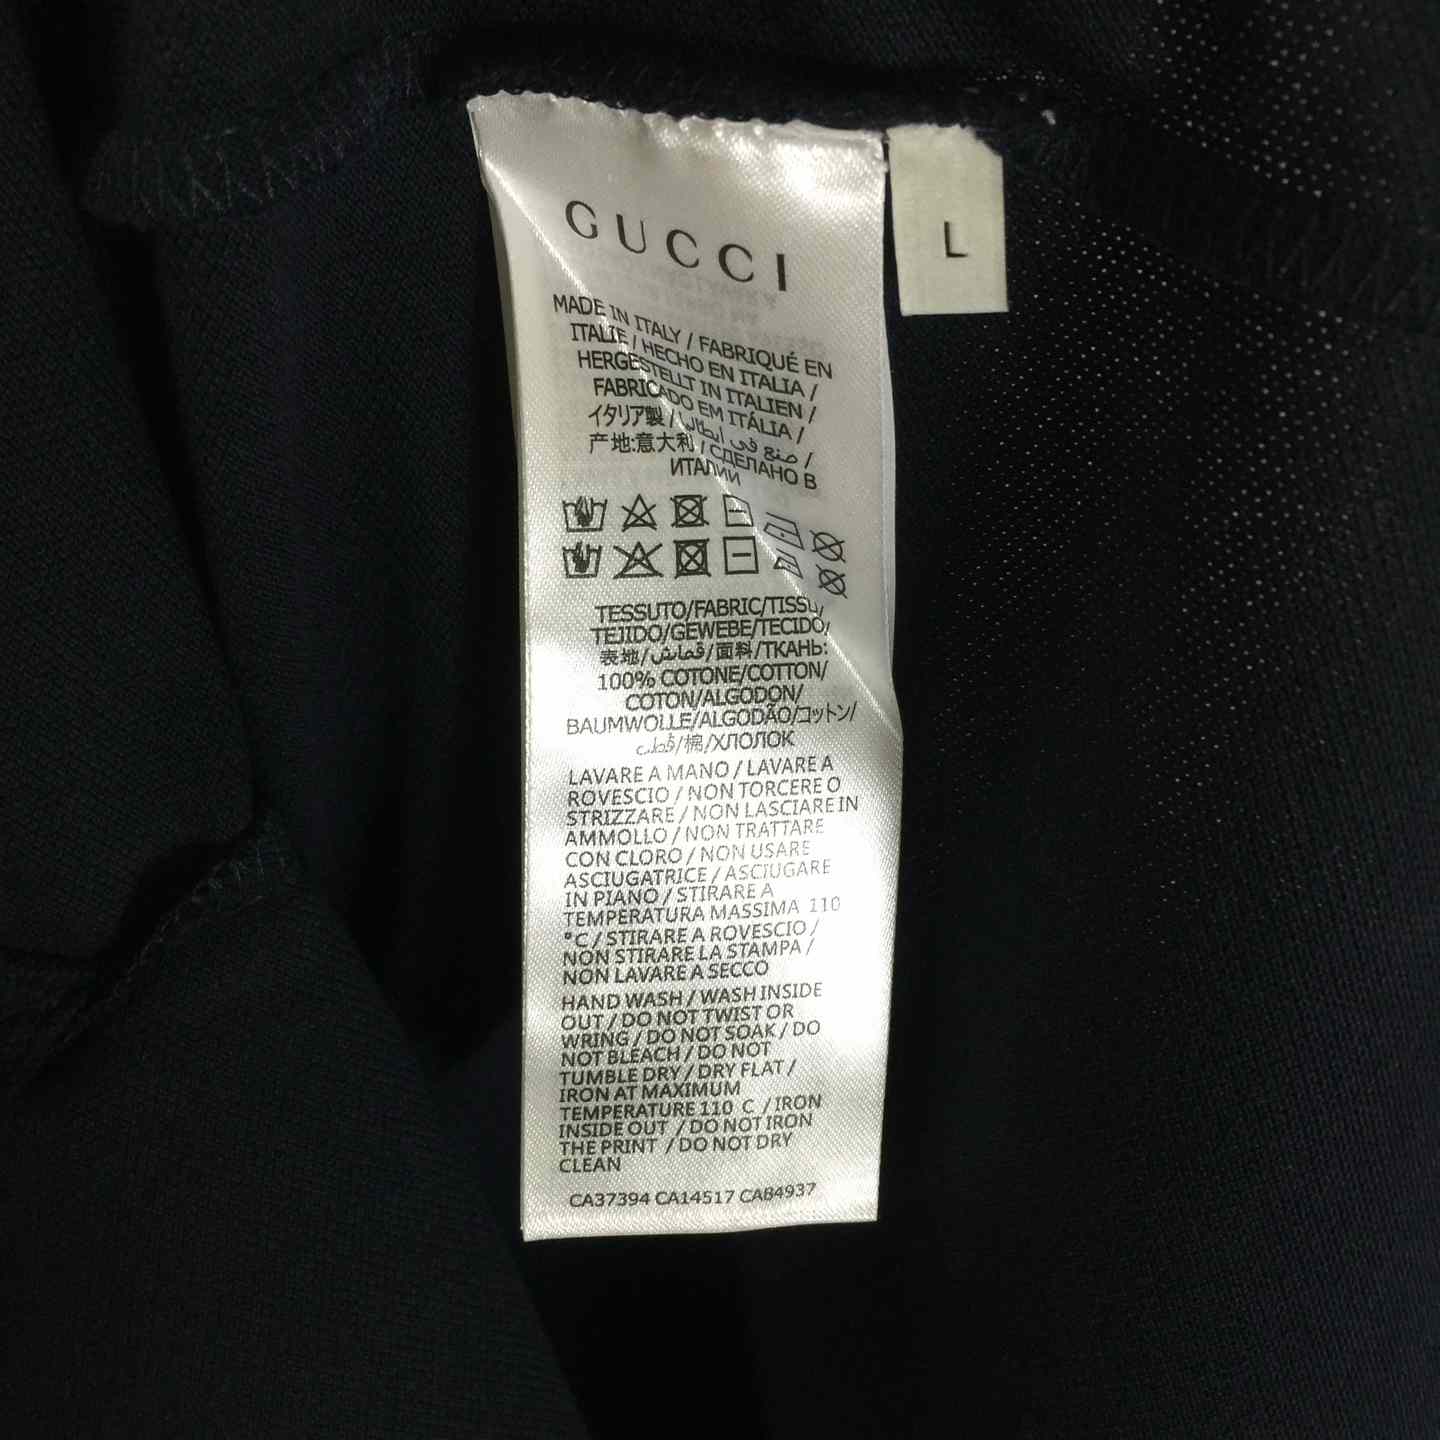 GUCCI
L
MADE IN ITALY / FABRIQUÉ EN
ITALIE / HECHO EN ITALIA /
HERGESTELLT IN ITALIEN /
FABRICADO EM ITÁLIA /
イタリア製 / صنع في ايطاليا /
产地:意大利 / СДЕЛАНО В
ИТАЛИИ
TESSUTO/FABRIC/TISSU/
TEJIDO/GEWEBE/TECIDO/
表地/قماش/面料/ТКАНЬ:
100% COTONE/COTTON/
COTON/ALGODON/
BAUMWOLLE/ALGODÃO/コットン/
قطن/棉/ХЛОПОК
LAVARE A MANO / LAVARE A
ROVESCIO / NON TORCERE O
STRIZZARE / NON LASCIARE IN
AMMOLLO / NON TRATTARE
CON CLORO / NON USARE
ASCIUGATRICE / ASCIUGARE
IN PIANO / STIRARE A
TEMPERATURA MASSIMA 110
°C / STIRARE A ROVESCIO /
NON STIRARE LA STAMPA /
NON LAVARE A SECCO
HAND WASH / WASH INSIDE
OUT / DO NOT TWIST OR
WRING / DO NOT SOAK / DO
NOT BLEACH / DO NOT
TUMBLE DRY / DRY FLAT /
IRON AT MAXIMUM
TEMPERATURE 110 C / IRON
INSIDE OUT / DO NOT IRON
THE PRINT / DO NOT DRY
CLEAN
CA37394 CA14517 CA84937